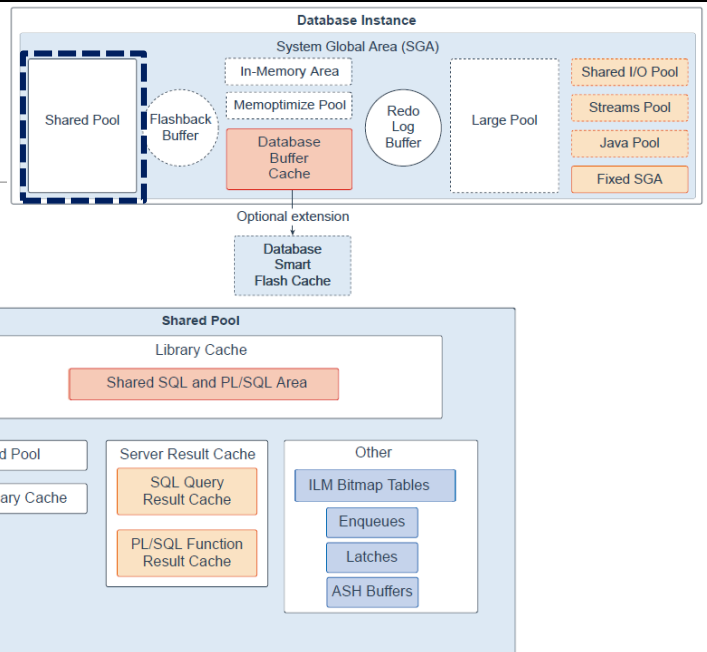 Database Instance
System Global Area (SGA)
Shared Pool
Flashback
Buffer
In-Memory Area
Memoptimize Pool
Database
Buffer
Cache
Redo
Log
Buffer
Large Pool
Shared I/O Pool
Streams Pool
Java Pool
Fixed SGA
Optional extension
Database
Smart
Flash Cache
Shared Pool
Library Cache
Shared SQL and PL/SQL Area
d Pool
ary Cache
Server Result Cache
SQL Query
Result Cache
PL/SQL Function
Result Cache
Other
ILM Bitmap Tables
Enqueues
Latches
ASH Buffers